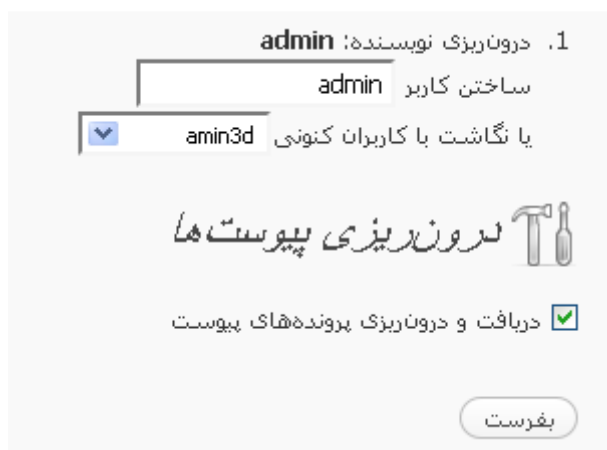 1. درون‌ریزی نویسنده: admin
ساختن کاربر admin
یا نگاشت با کاربران کنونی amin3d
درون‌ریزی پیوست‌ها
دریافت و درون‌ریزی پرونده‌های پیوست
بفرست